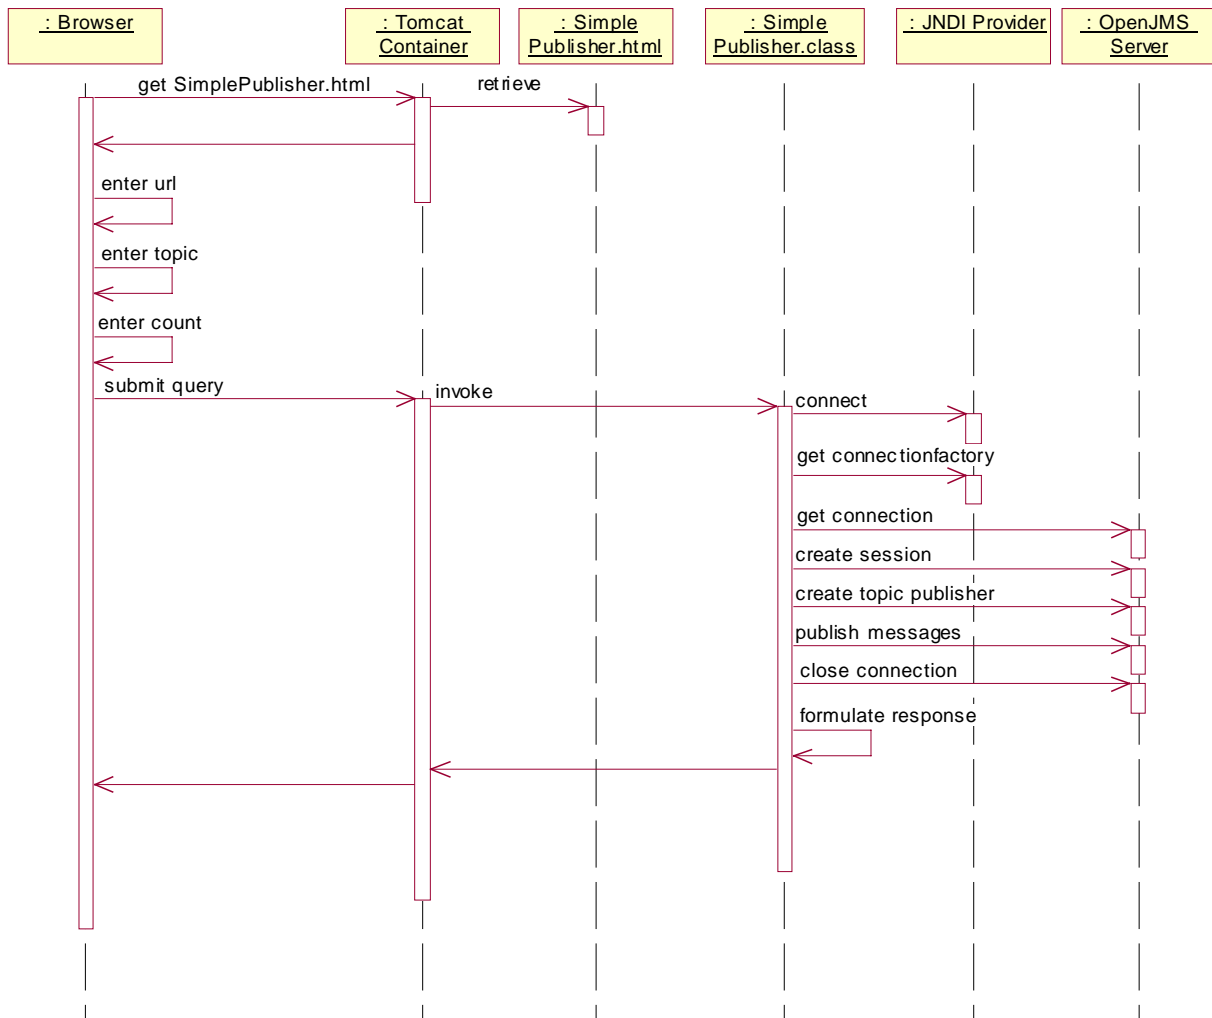 : Browser
: Tomcat
Container
: Simple
Publisher.html
: Simple
Publisher.class
: JNDI Provider
: OpenJMS
Server
get SimplePublisher.html
retrieve
enter url
enter topic
enter count
submit query
invoke
connect
get connectionfactory
get connection
create session
create topic publisher
publish messages
close connection
formulate response